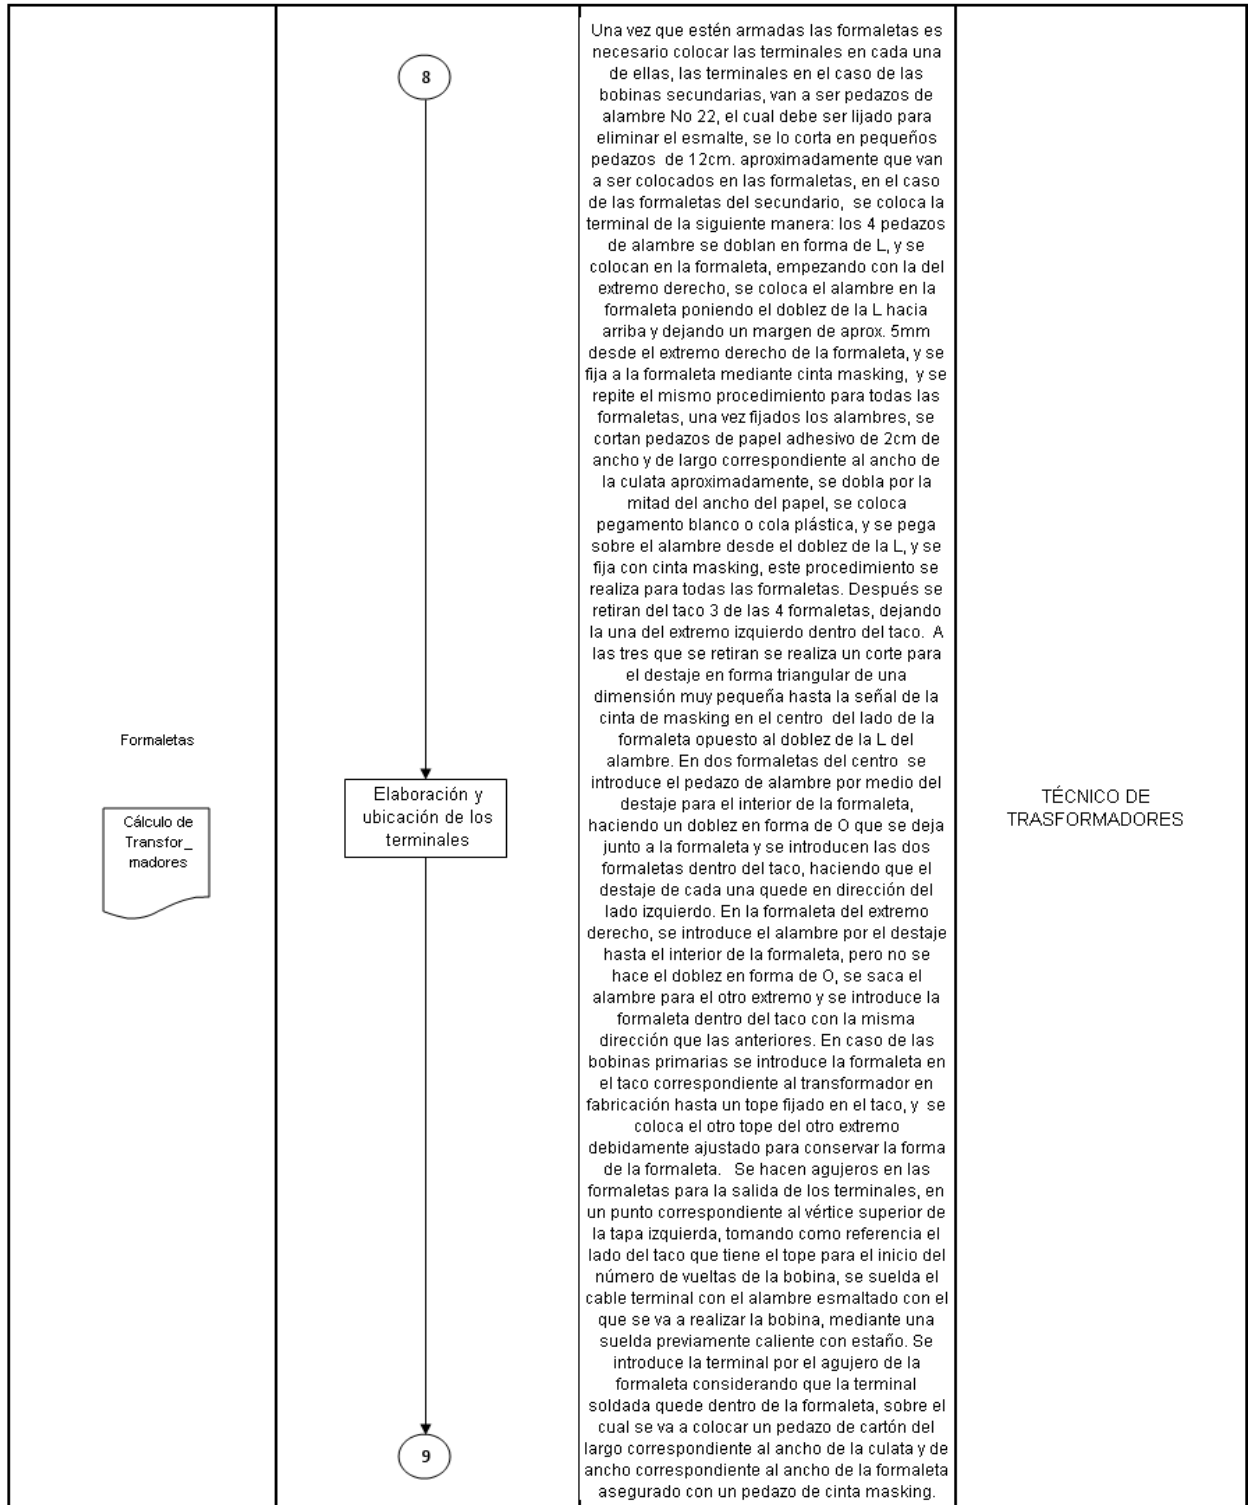 Formaletas
Cálculo de
Transfor_
madores
8
Elaboración y
ubicación de los
terminales
9
Una vez que estén armadas las formaletas es
necesario colocar las terminales en cada una
de ellas, las terminales en el caso de las
bobinas secundarias, van a ser pedazos de
alambre No 22, el cual debe ser lijado para
eliminar el esmalte, se lo corta en pequeños
pedazos de 12cm. aproximadamente que van
a ser colocados en las formaletas, en el caso
de las formaletas del secundario, se coloca la
terminal de la siguiente manera: los 4 pedazos
de alambre se doblan en forma de L, y se
colocan en la formaleta, empezando con la del
extremo derecho, se coloca el alambre en la
formaleta poniendo el doblez de la L hacia
arriba y dejando un margen de aprox. 5mm
desde el extremo derecho de la formaleta, y se
fija a la formaleta mediante cinta masking, y se
repite el mismo procedimiento para todas las
formaletas, una vez fijados los alambres, se
cortan pedazos de papel adhesivo de 2cm de
ancho y de largo correspondiente al ancho de
la culata aproximadamente, se dobla por la
mitad del ancho del papel, se coloca
pegamento blanco o cola plástica, y se pega
sobre el alambre desde el doblez de la L, y se
fija con cinta masking, este procedimiento se
realiza para todas las formaletas. Después se
retiran del taco 3 de las 4 formaletas, dejando
la una del extremo izquierdo dentro del taco. A
las tres que se retiran se realiza un corte para
el destaje en forma triangular de una
dimensión muy pequeña hasta la señal de la
cinta de masking en el centro del lado de la
formaleta opuesto al doblez de la L del
alambre. En dos formaletas del centro se
introduce el pedazo de alambre por medio del
destaje para el interior de la formaleta,
haciendo un doblez en forma de O que se deja
junto a la formaleta y se introducen las dos
formaletas dentro del taco, haciendo que el
destaje de cada una quede en dirección del
lado izquierdo. En la formaleta del extremo
derecho, se introduce el alambre por el destaje
hasta el interior de la formaleta, pero no se
hace el doblez en forma de O, se saca el
alambre para el otro extremo y se introduce la
formaleta dentro del taco con la misma
dirección que las anteriores. En caso de las
bobinas primarias se introduce la formaleta en
el taco correspondiente al transformador en
fabricación hasta un tope fijado en el taco, y se
coloca el otro tope del otro extremo
debidamente ajustado para conservar la forma
de la formaleta. Se hacen agujeros en las
formaletas para la salida de los terminales, en
un punto correspondiente al vértice superior de
la tapa izquierda, tomando como referencia el
lado del taco que tiene el tope para el inicio del
número de vueltas de la bobina, se suelda el
cable terminal con el alambre esmaltado con el
que se va a realizar la bobina, mediante una
suelda previamente caliente con estaño. Se
introduce la terminal por el agujero de la
formaleta considerando que la terminal
soldada quede dentro de la formaleta, sobre el
cual se va a colocar un pedazo de cartón del
largo correspondiente al ancho de la culata y de
ancho correspondiente al ancho de la formaleta
asegurado con un pedazo de cinta masking.
TÉCNICO DE
TRASFORMADORES